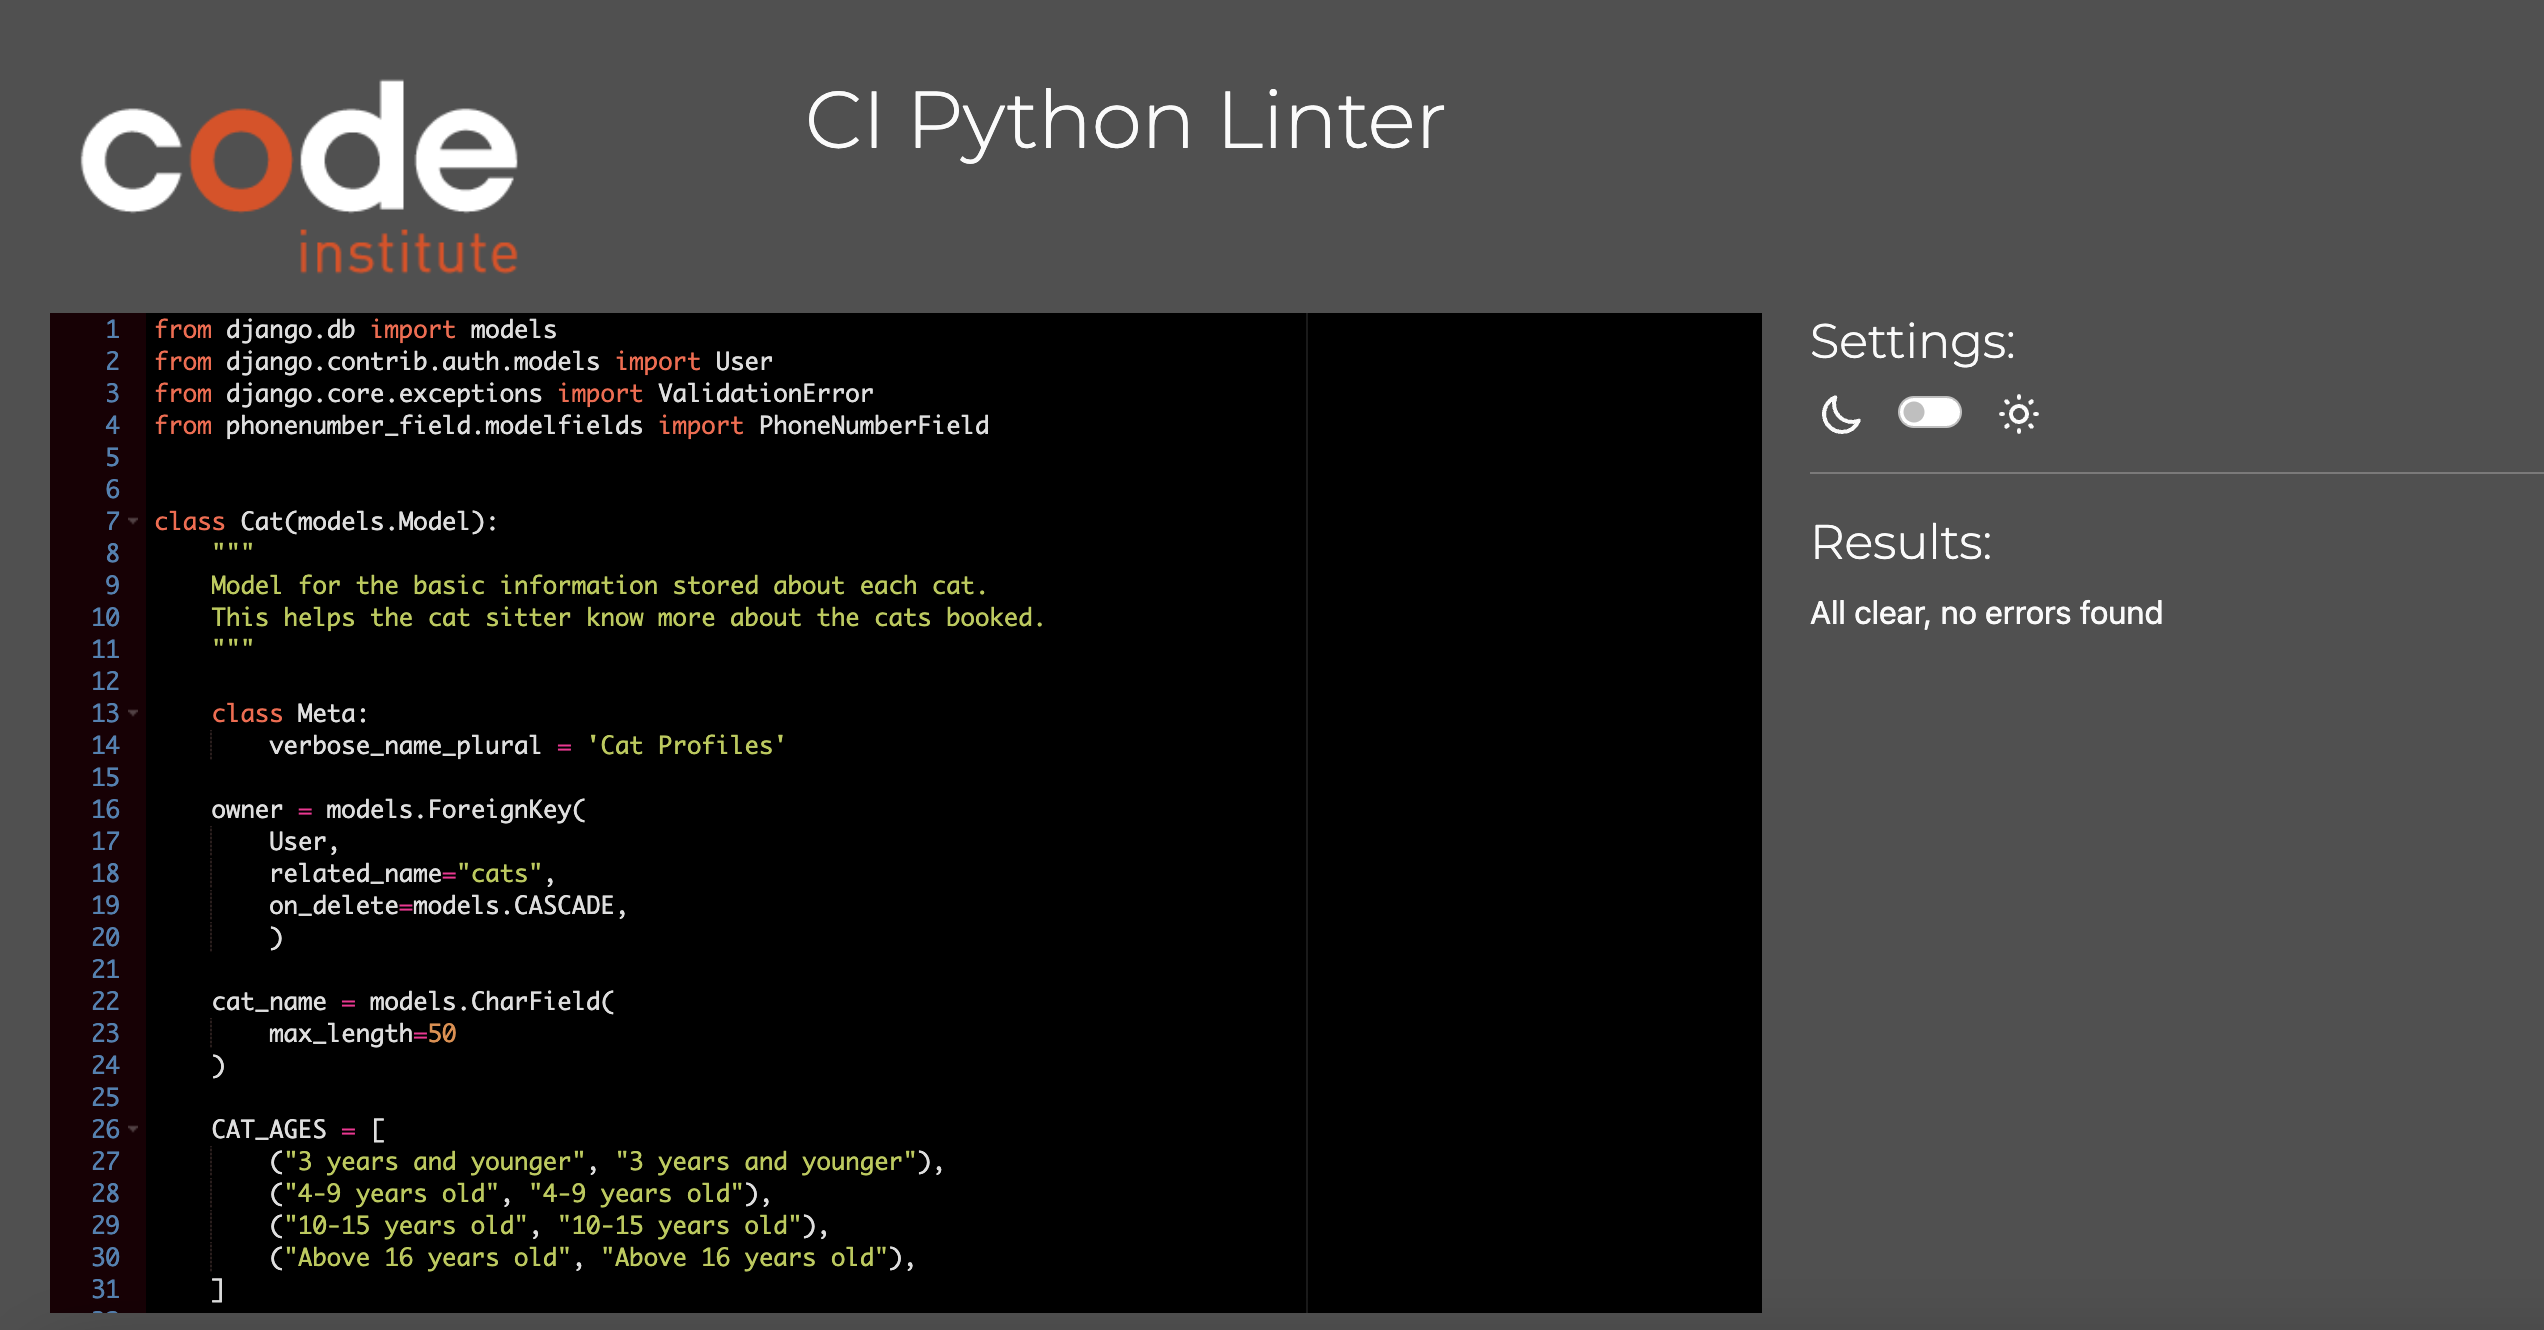 code
institute
CI Python Linter
1 from django.db import models
2 from django.contrib.auth.models import User
3 from django.core.exceptions import ValidationError
4 from phonenumber_field.modelfields import PhoneNumberField
5
6
7 class Cat(models.Model):
8     """
9     Model for the basic information stored about each cat.
10     This helps the cat sitter know more about the cats booked.
11     """
12
13     class Meta:
14         verbose_name_plural = 'Cat Profiles'
15
16     owner = models.ForeignKey(
17         User,
18         related_name="cats",
19         on_delete=models.CASCADE,
20         )
21
22     cat_name = models.CharField(
23         max_length=50
24     )
25
26     CAT_AGES = [
27         ("3 years and younger", "3 years and younger"),
28         ("4-9 years old", "4-9 years old"),
29         ("10-15 years old", "10-15 years old"),
30         ("Above 16 years old", "Above 16 years old"),
31     ]
Settings:
Results:
All clear, no errors found